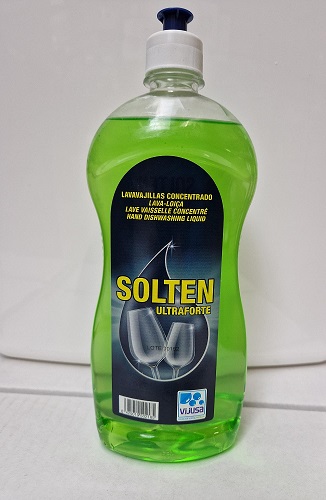 LAVAVAJILLAS CONCENTRADO
LAVA-LOIÇA
LAVE VAISSELLE CONCENTRÉ
HAND DISHWASHING LIQUID
SOLTEN
ULTRAFORTE
VIJUSA